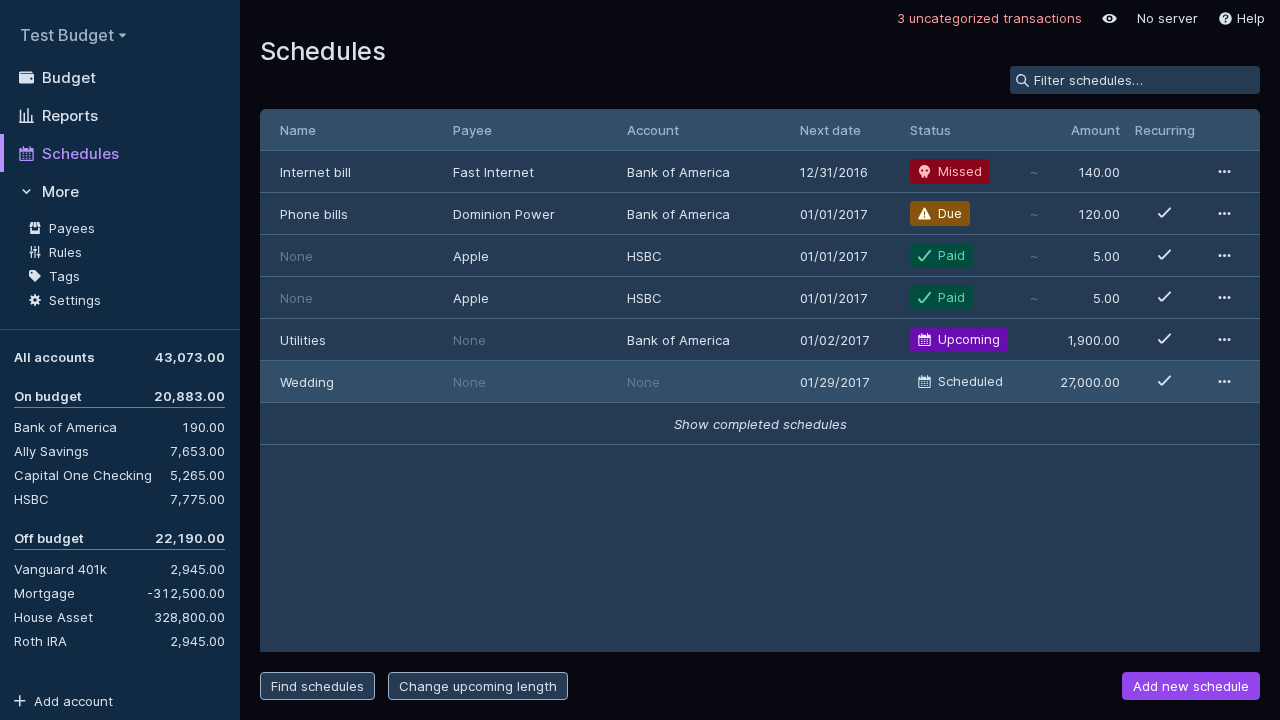 3 uncategorized transactions
No server
Help
Test Budget
Budget
Reports
Schedules
More
Payees
Rules
Tags
Settings
All accounts 43,073.00
On budget 20,883.00
Bank of America 190.00
Ally Savings 7,653.00
Capital One Checking 5,265.00
HSBC 7,775.00
Off budget 22,190.00
Vanguard 401k 2,945.00
Mortgage -312,500.00
House Asset 328,800.00
Roth IRA 2,945.00
Add account
Schedules
Filter schedules...
Name Payee Account Next date Status Amount Recurring
Internet bill Fast Internet Bank of America 12/31/2016 Missed ~ 140.00
Phone bills Dominion Power Bank of America 01/01/2017 Due ~ 120.00
None Apple HSBC 01/01/2017 Paid ~ 5.00
None Apple HSBC 01/01/2017 Paid ~ 5.00
Utilities None Bank of America 01/02/2017 Upcoming 1,900.00
Wedding None None 01/29/2017 Scheduled 27,000.00
Show completed schedules
Find schedules
Change upcoming length
Add new schedule